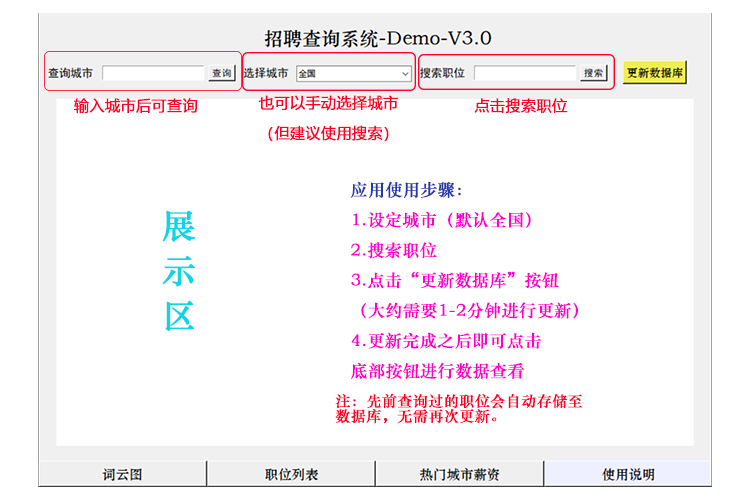 招聘查询系统-Demo-V3.0
查询城市 查询 选择城市 全国 搜索职位 搜索 更新数据库
输入城市后可查询 也可以手动选择城市 点击搜索职位
（但建议使用搜索）
展示区
应用使用步骤：
1.设定城市（默认全国）
2.搜索职位
3.点击“更新数据库”按钮
（大约需要1-2分钟进行更新）
4.更新完成之后即可点击
底部按钮进行数据查看
注：先前查询过的职位会自动存储至
数据库，无需再次更新。
词云图 职位列表 热门城市薪资 使用说明